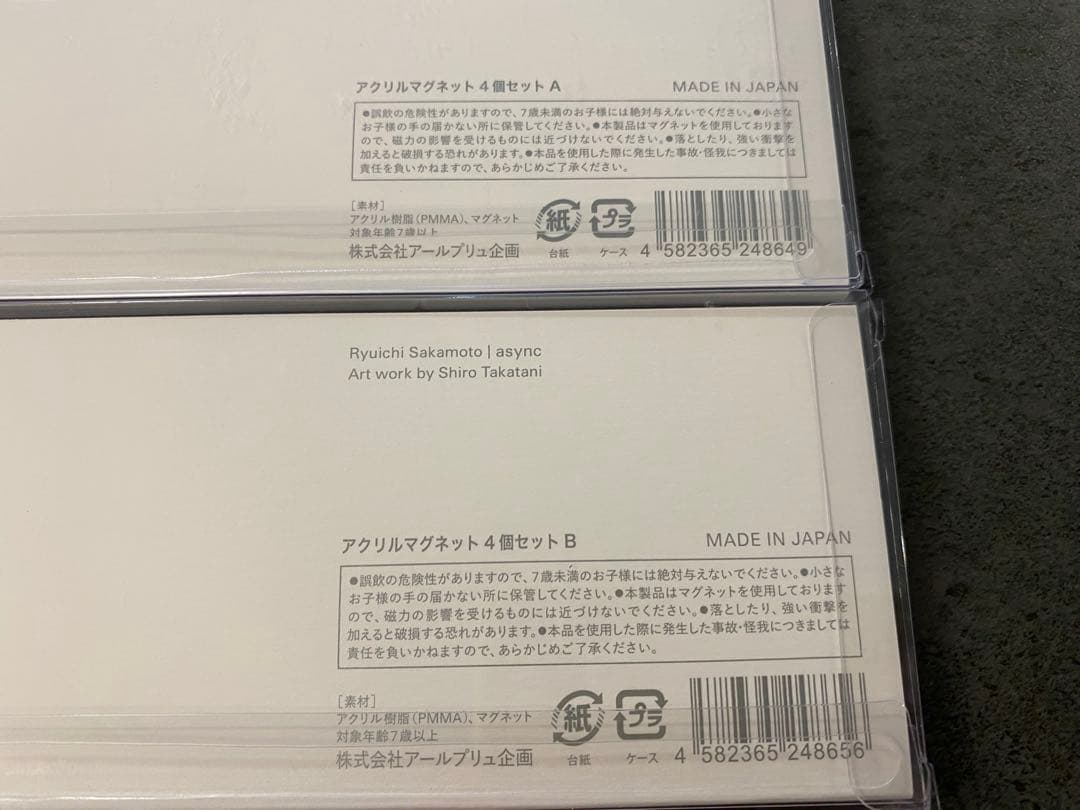 アクリルマグネット 4個セット A
MADE IN JAPAN
●誤飲の危険性がありますので、7歳未満のお子様には絶対与えないでください。●小さな
お子様の手の届かない所に保管してください。●本製品はマグネットを使用しております
ので、磁力の影響を受けるものには近づけないでください。●落としたり、強い衝撃を
加えると破損する恐れがあります。●本品を使用した際に発生した事故・怪我につきましては
責任を負いかねますので、あらかじめご了承ください。
[素材]
アクリル樹脂(PMMA)、マグネット
対象年齢7歳以上
株式会社アールプリュ企画
紙
台紙
プラ
ケース
4 582365 248649
Ryuichi Sakamoto | async
Art work by Shiro Takatani
アクリルマグネット 4個セット B
MADE IN JAPAN
●誤飲の危険性がありますので、7歳未満のお子様には絶対与えないでください。●小さな
お子様の手の届かない所に保管してください。●本製品はマグネットを使用しております
ので、磁力の影響を受けるものには近づけないでください。●落としたり、強い衝撃を
加えると破損する恐れがあります。●本品を使用した際に発生した事故・怪我につきましては
責任を負いかねますので、あらかじめご了承ください。
[素材]
アクリル樹脂(PMMA)、マグネット
対象年齢7歳以上
株式会社アールプリュ企画
紙
台紙
プラ
ケース
4 582365 248656